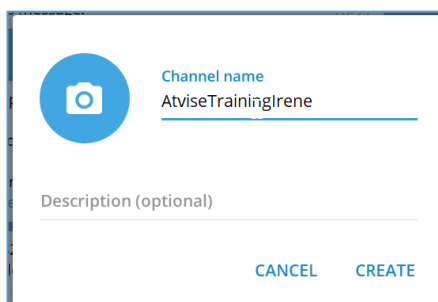 Channel name
AtviseTrainingIrene
Description (optional)
CANCEL
CREATE